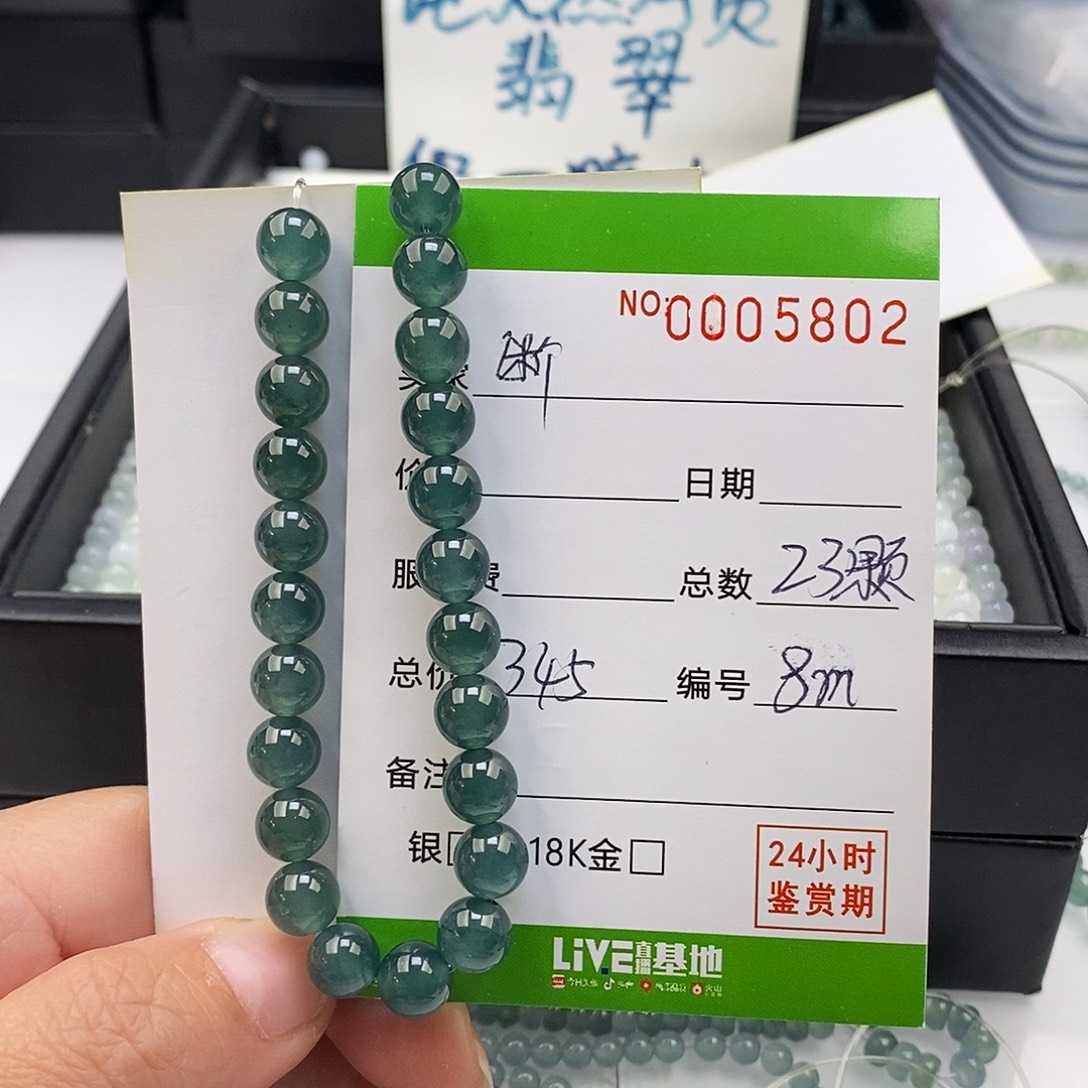 翡翠
NO:0005802
日期
总数 23颗
总价 345 编号 8m
备注
银□ 18K金□
24小时
鉴赏期
LiVE直播基地
火山